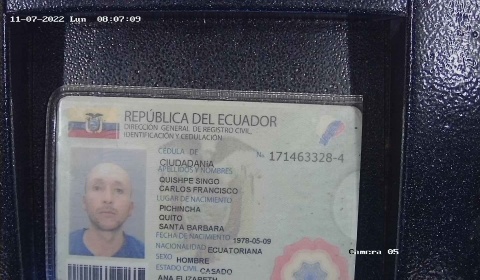 11-07-2022 Lun 08:07:09
REPÚBLICA DEL ECUADOR
DIRECCIÓN GENERAL DE REGISTRO CIVIL,
IDENTIFICACIÓN Y CEDULACIÓN
CÉDULA DE No. 171463328-4
CIUDADANÍA
APELLIDOS Y NOMBRES
QUISHPE SINGO
CARLOS FRANCISCO
LUGAR DE NACIMIENTO
PICHINCHA
QUITO
SANTA BARBARA
FECHA DE NACIMIENTO 1978-05-09
NACIONALIDAD ECUATORIANA
SEXO HOMBRE
ESTADO CIVIL CASADO
ANA ELIZABETH
Camera 05